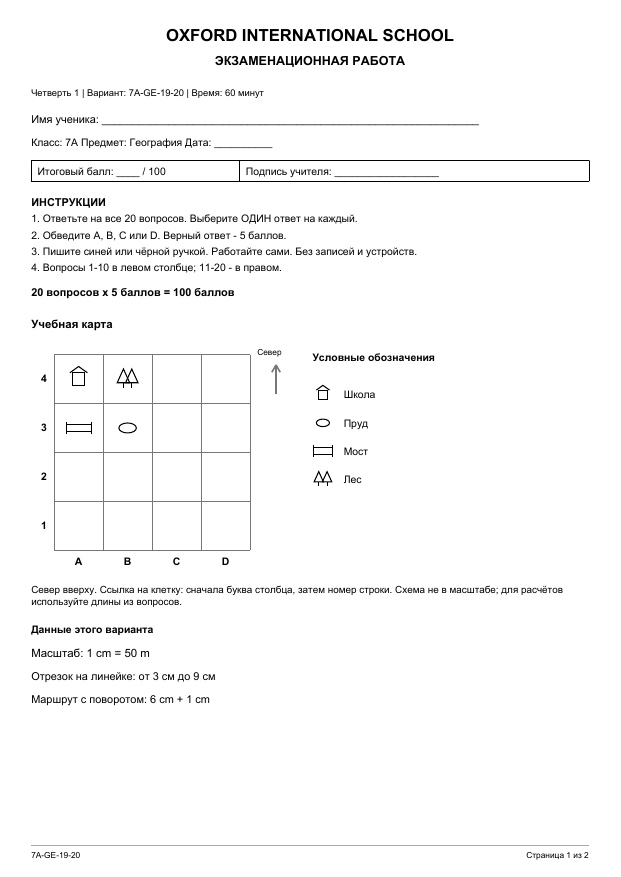 OXFORD INTERNATIONAL SCHOOL
ЭКЗАМЕНАЦИОННАЯ РАБОТА
Четверть 1 | Вариант: 7A-GE-19-20 | Время: 60 минут
Имя ученика: ______________________________________________________________
Класс: 7A Предмет: География Дата: __________
Итоговый балл: ____ / 100 Подпись учителя: __________________
ИНСТРУКЦИИ
1. Ответьте на все 20 вопросов. Выберите ОДИН ответ на каждый.
2. Обведите A, B, C или D. Верный ответ - 5 баллов.
3. Пишите синей или чёрной ручкой. Работайте сами. Без записей и устройств.
4. Вопросы 1-10 в левом столбце; 11-20 - в правом.
20 вопросов x 5 баллов = 100 баллов
Учебная карта
Север
Условные обозначения
4
Школа
3
Пруд
Мост
2
Лес
1
A B C D
Север вверху. Ссылка на клетку: сначала буква столбца, затем номер строки. Схема не в масштабе; для расчётов
используйте длины из вопросов.
Данные этого варианта
Масштаб: 1 cm = 50 m
Отрезок на линейке: от 3 см до 9 см
Маршрут с поворотом: 6 cm + 1 cm
7A-GE-19-20 Страница 1 из 2